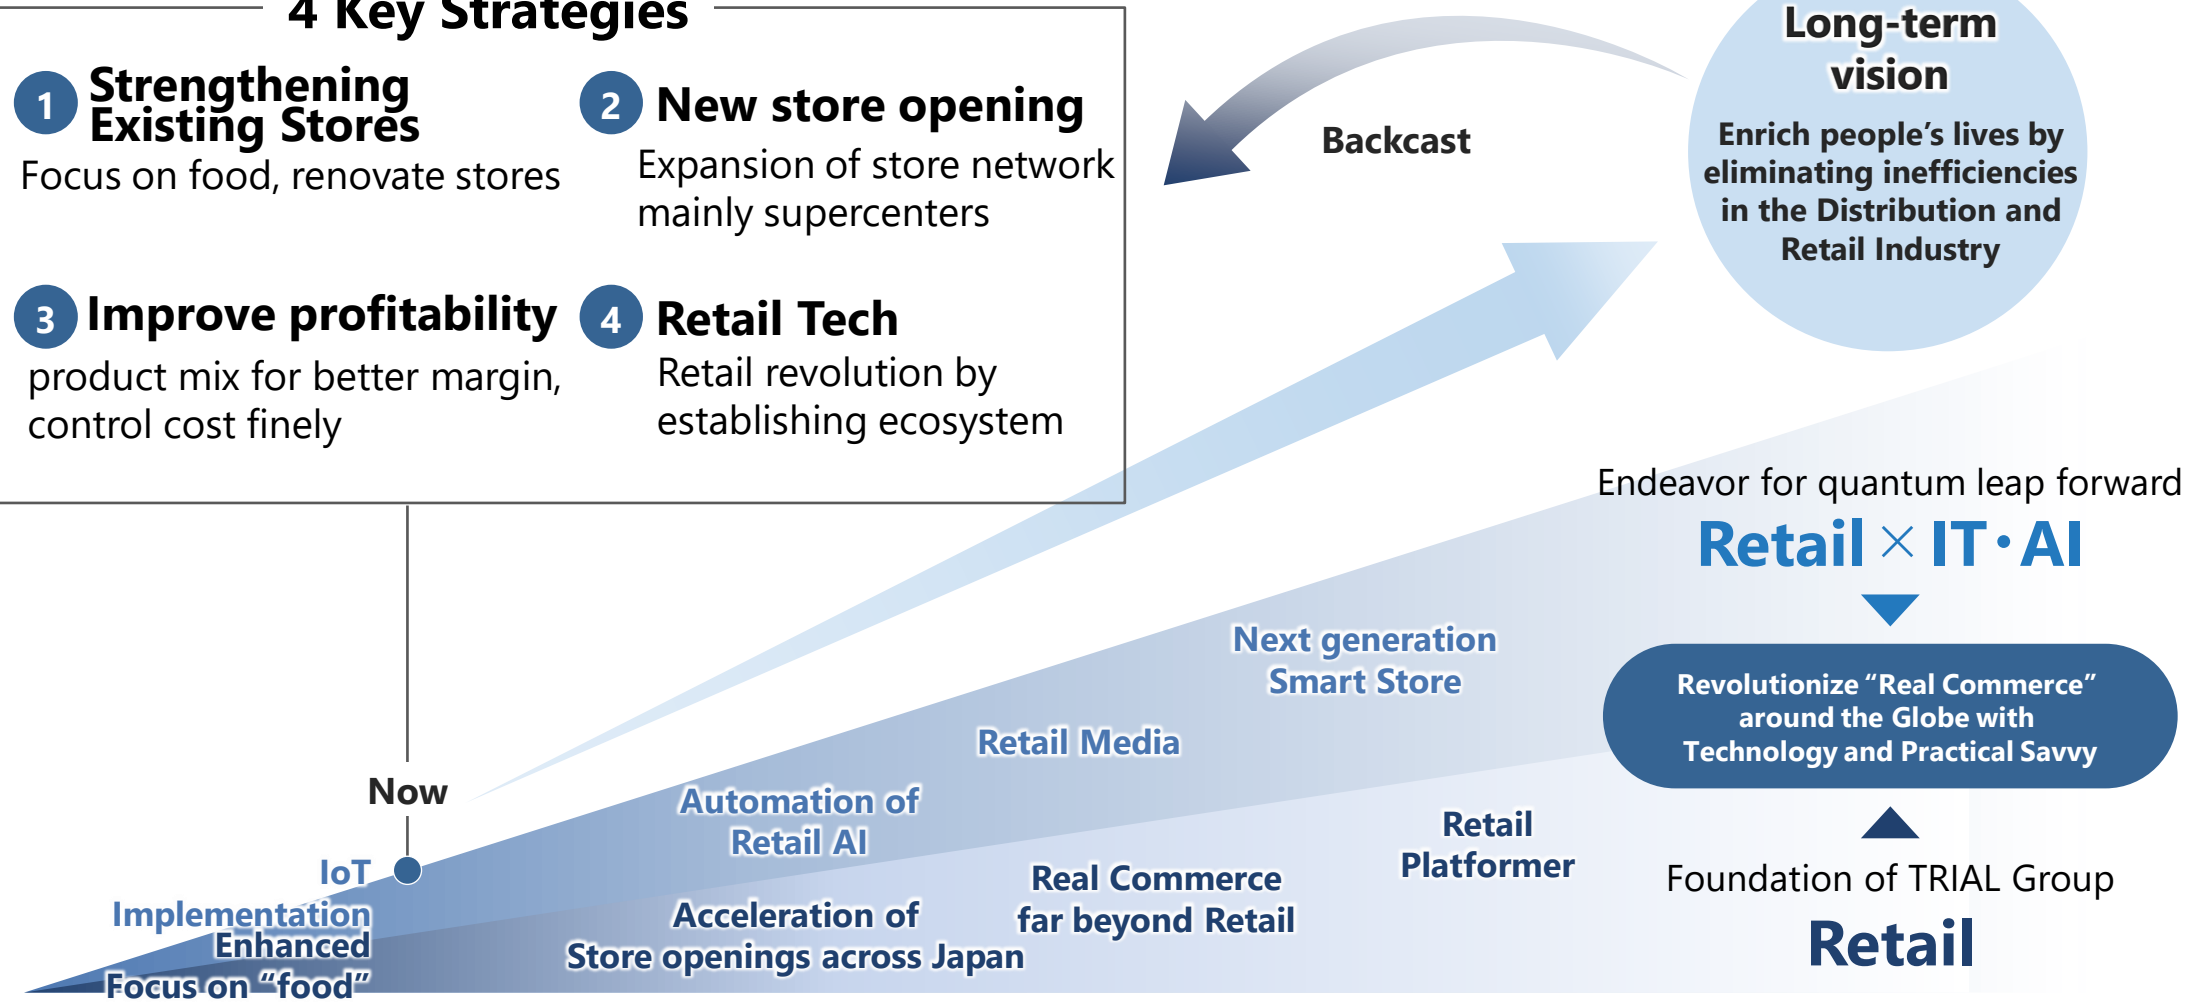 4 Key Strategies
1 Strengthening
Existing Stores
Focus on food, renovate stores
2 New store opening
Expansion of store network
mainly supercenters
3 Improve profitability
product mix for better margin,
control cost finely
4 Retail Tech
Retail revolution by
establishing ecosystem
Backcast
Long-term
vision
Enrich people’s lives by
eliminating inefficiencies
in the Distribution and
Retail Industry
Now
IoT
Implementation
Enhanced
Focus on “food”
Automation of
Retail AI
Acceleration of
Store openings across Japan
Retail Media
Real Commerce
far beyond Retail
Next generation
Smart Store
Retail
Platformer
Endeavor for quantum leap forward
Retail × IT・AI
Revolutionize “Real Commerce”
around the Globe with
Technology and Practical Savvy
Foundation of TRIAL Group
Retail